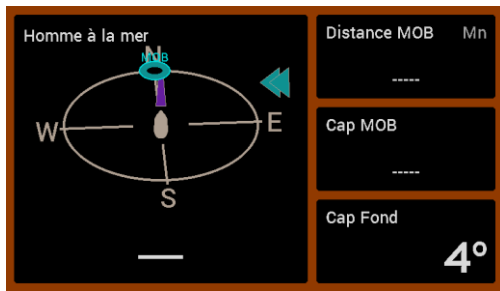 Homme à la mer
N
MOB
W
E
S
Distance MOB Mn
-----
Cap MOB
-----
Cap Fond
4°